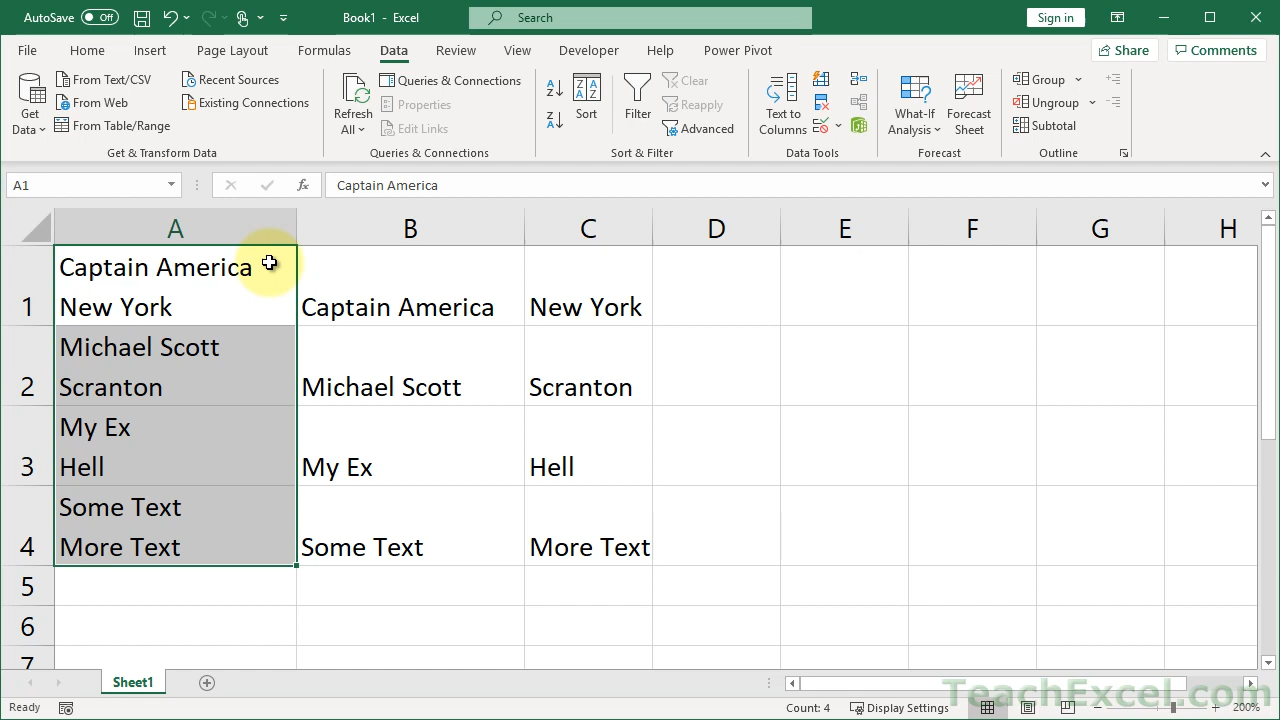 AutoSave Off Book1 - Excel Search Sign in
File Home Insert Page Layout Formulas Data Review View Developer Help Power Pivot Share Comments
Get Data
From Text/CSV
From Web
From Table/Range
Recent Sources
Existing Connections
Get & Transform Data
Refresh All
Queries & Connections
Properties
Edit Links
Queries & Connections
Sort
Filter
Clear
Reapply
Advanced
Sort & Filter
Text to Columns
Data Tools
What-If Analysis
Forecast Sheet
Forecast
Group
Ungroup
Subtotal
Outline
A1 fx Captain America
A B C D E F G H
Captain America
1 New York Captain America New York
Michael Scott
2 Scranton Michael Scott Scranton
My Ex
3 Hell My Ex Hell
Some Text
4 More Text Some Text More Text
5
6
7
Sheet1
TeachExcel.com
Ready Count: 4 Display Settings 200%